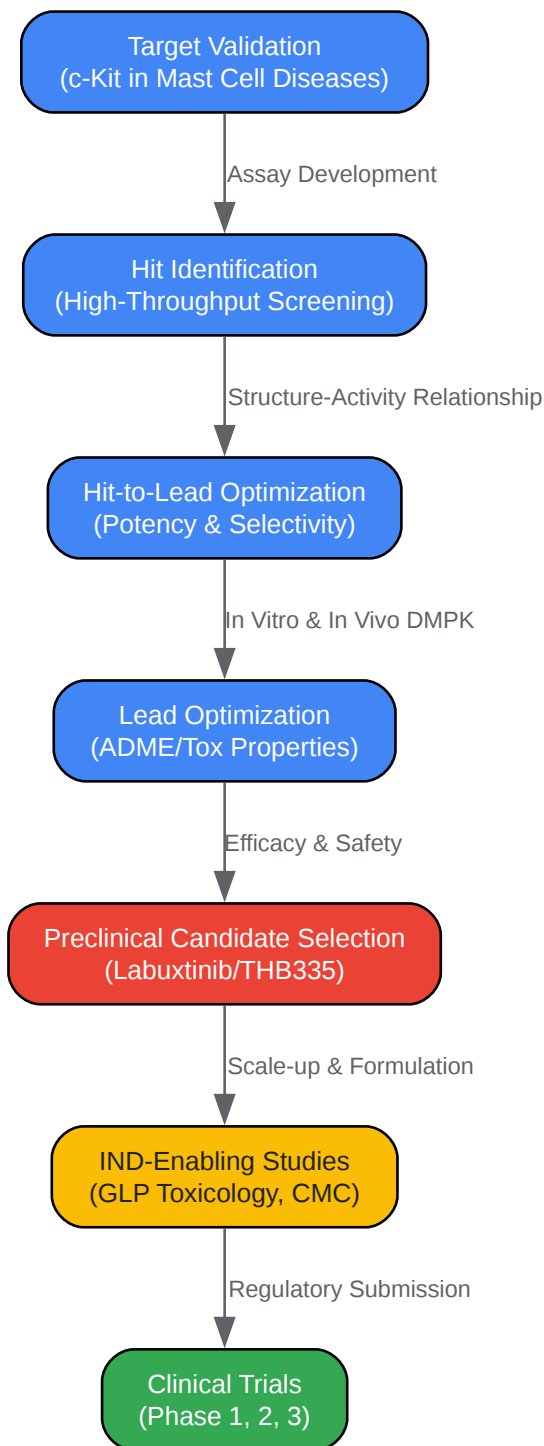 Target Validation
(c-Kit in Mast Cell Diseases)
Assay Development
Hit Identification
(High-Throughput Screening)
Structure-Activity Relationship
Hit-to-Lead Optimization
(Potency & Selectivity)
In Vitro & In Vivo DMPK
Lead Optimization
(ADME/Tox Properties)
Efficacy & Safety
Preclinical Candidate Selection
(Labuxtinib/THB335)
Scale-up & Formulation
IND-Enabling Studies
(GLP Toxicology, CMC)
Regulatory Submission
Clinical Trials
(Phase 1, 2, 3)